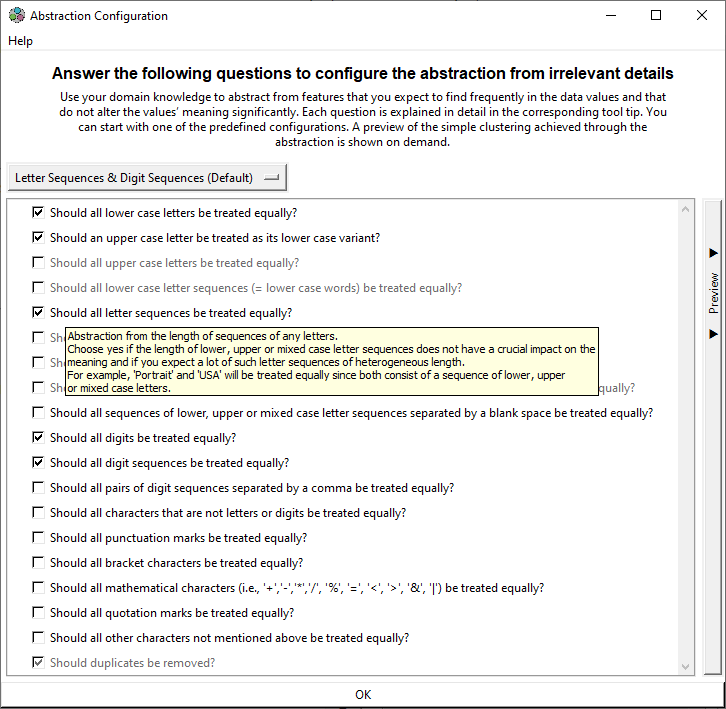 Abstraction Configuration
Help
Answer the following questions to configure the abstraction from irrelevant details
Use your domain knowledge to abstract from features that you expect to find frequently in the data values and that
do not alter the values' meaning significantly. Each question is explained in detail in the corresponding tool tip. You
can start with one of the predefined configurations. A preview of the simple clustering achieved through the
abstraction is shown on demand.
Letter Sequences & Digit Sequences (Default)
Should all lower case letters be treated equally?
Should an upper case letter be treated as its lower case variant?
Should all upper case letters be treated equally?
Should all lower case letter sequences (= lower case words) be treated equally?
Should all letter sequences be treated equally?
Abstraction from the length of sequences of any letters.
Choose yes if the length of lower, upper or mixed case letter sequences does not have a crucial impact on the
meaning and if you expect a lot of such letter sequences of heterogeneous length.
For example, 'Portrait' and 'USA' will be treated equally since both consist of a sequence of lower, upper
or mixed case letters.
Should all sequences of lower, upper or mixed case letter sequences separated by a blank space be treated equally?
Should all digits be treated equally?
Should all digit sequences be treated equally?
Should all pairs of digit sequences separated by a comma be treated equally?
Should all characters that are not letters or digits be treated equally?
Should all punctuation marks be treated equally?
Should all bracket characters be treated equally?
Should all mathematical characters (i.e., '+','-','*','/', '%', '=', '<', '>', '&', '|') be treated equally?
Should all quotation marks be treated equally?
Should all other characters not mentioned above be treated equally?
Should duplicates be removed?
Preview
OK